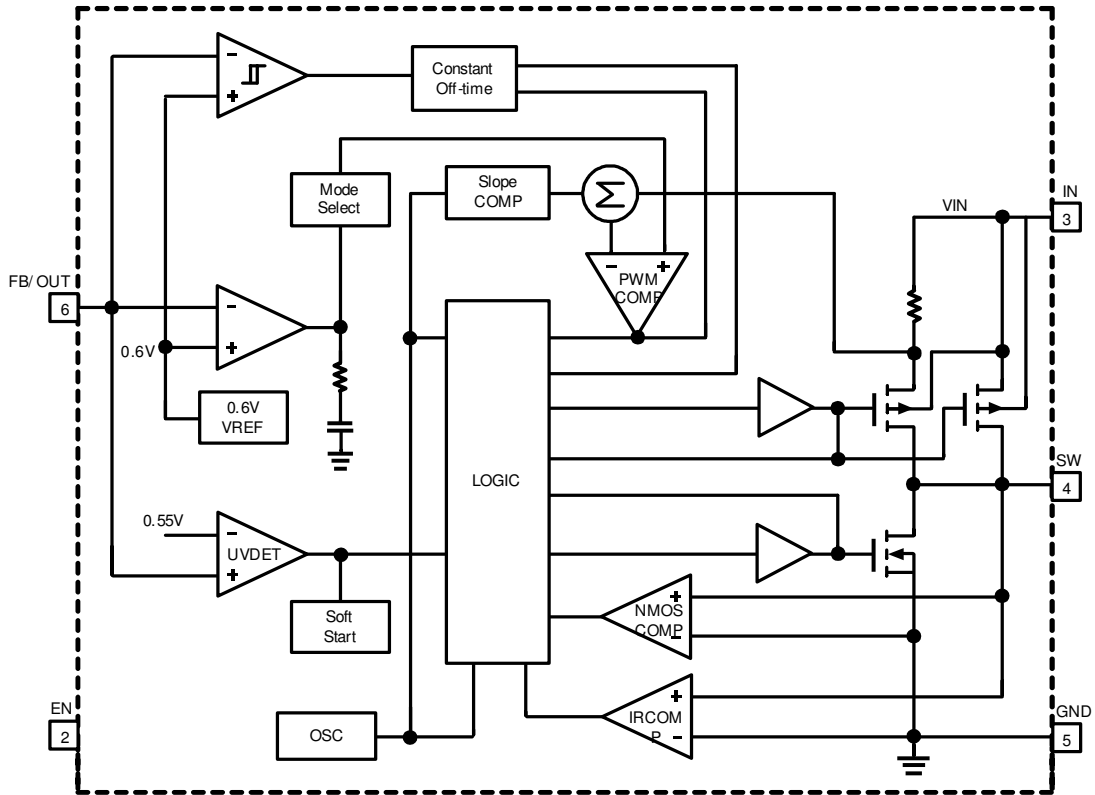 Constant
Off-time
Mode
Select
Slope
COMP
Σ
VIN
IN
3
PWM
COMP
FB/ OUT
6
0.6V
0.6V
VREF
LOGIC
SW
4
0.55V
UVDET
Soft
Start
NMOS
COMP
EN
2
OSC
IRCOM
P
GND
5